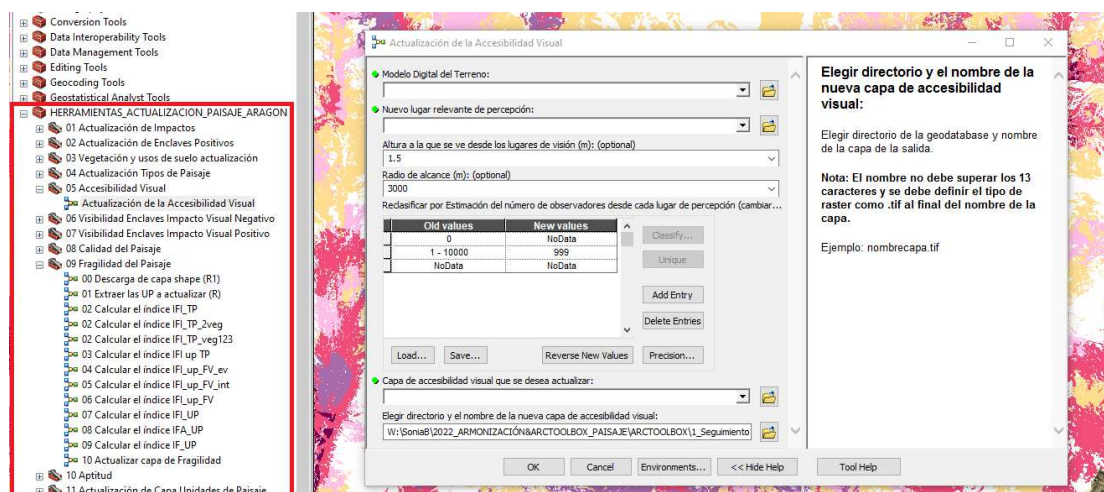 Conversion Tools
Data Interoperability Tools
Data Management Tools
Editing Tools
Geocoding Tools
Geostatistical Analyst Tools
HERRAMIENTAS_ACTUALIZACION_PAISAJE_ARAGON
01 Actualización de Impactos
02 Actualización de Enclaves Positivos
03 Vegetación y usos de suelo actualización
04 Actualización Tipos de Paisaje
05 Accesibilidad Visual
Actualización de la Accesibilidad Visual
06 Visibilidad Enclaves Impacto Visual Negativo
07 Visibilidad Enclaves Impacto Visual Positivo
08 Calidad del Paisaje
09 Fragilidad del Paisaje
00 Descarga de capa shape (R1)
01 Extraer las UP a actualizar (R)
02 Calcular el índice IFI_TP
02 Calcular el índice IFI_TP_2veg
02 Calcular el índice IFI_TP_veg123
03 Calcular el índice IFI up TP
04 Calcular el índice IFI_up_FV_ev
05 Calcular el índice IFI_up_FV_int
06 Calcular el índice IFI_up_FV
07 Calcular el índice IFI_UP
08 Calcular el índice IFA_UP
09 Calcular el índice IF_UP
10 Actualizar capa de Fragilidad
10 Aptitud
11 Actualización de Capa Unidades de Paisaje
Actualización de la Accesibilidad Visual
Modelo Digital del Terreno:
Nuevo lugar relevante de percepción:
Altura a la que se ve desde los lugares de visión (m): (optional)
1.5
Radio de alcance (m): (optional)
3000
Reclasificar por Estimación del número de observadores desde cada lugar de percepción (cambiar...
Old values New values
0 NoData
1 - 10000 999
NoData NoData
Classify...
Unique
Add Entry
Delete Entries
Load... Save... Reverse New Values Precision...
Capa de accesibilidad visual que se desea actualizar:
Elegir directorio y el nombre de la nueva capa de accesibilidad visual:
W:\SoniaB\2022_ARMONIZACIÓN&ARCTOOLBOX_PAISAJE\ARCTOOLBOX\1_Seguimiento
OK Cancel Environments... << Hide Help Tool Help
Elegir directorio y el nombre de la
nueva capa de accesibilidad
visual:
Elegir directorio de la geodatabase y nombre
de la capa de la salida.
Nota: El nombre no debe superar los 13
caracteres y se debe definir el tipo de
raster como .tif al final del nombre de la
capa.
Ejemplo: nombrecapa.tif